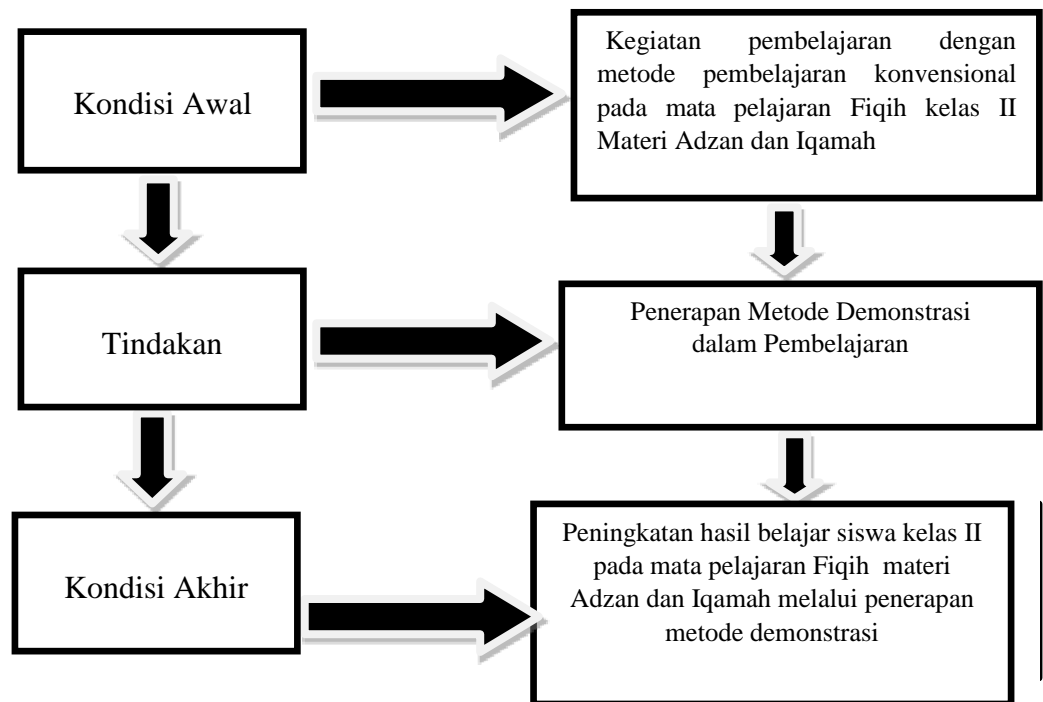 Kondisi Awal
Kegiatan pembelajaran dengan
metode pembelajaran konvensional
pada mata pelajaran Fiqih kelas II
Materi Adzan dan Iqamah
Tindakan
Penerapan Metode Demonstrasi
dalam Pembelajaran
Kondisi Akhir
Peningkatan hasil belajar siswa kelas II
pada mata pelajaran Fiqih materi
Adzan dan Iqamah melalui penerapan
metode demonstrasi